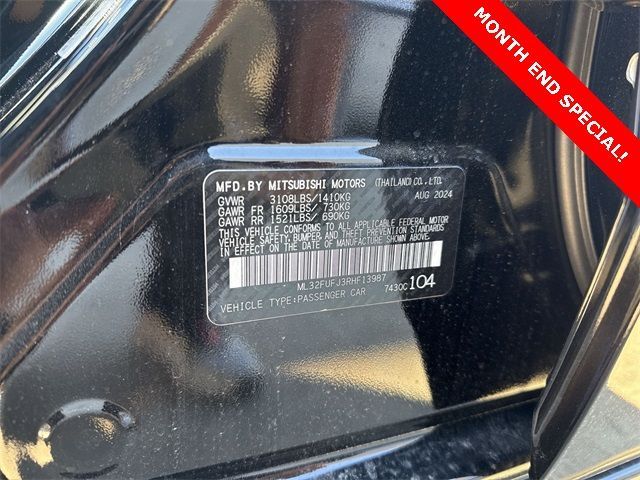 MONTH END SPECIAL!
MFD.BY MITSUBISHI MOTORS (THAILAND) CO., LTD.
GVWR 3108LBS/1410KG AUG 2024
GAWR FR 1609LBS/ 730KG
GAWR RR 1521LBS/ 690KG
THIS VEHICLE CONFORMS TO ALL APPLICABLE FEDERAL MOTOR
VEHICLE SAFETY, BUMPER, AND THEFT PREVENTION STANDARDS
IN EFFECT ON THE DATE OF MANUFACTURE SHOWN ABOVE.
ML32FUFJ3RHF13987
VEHICLE TYPE:PASSENGER CAR 7430C 104